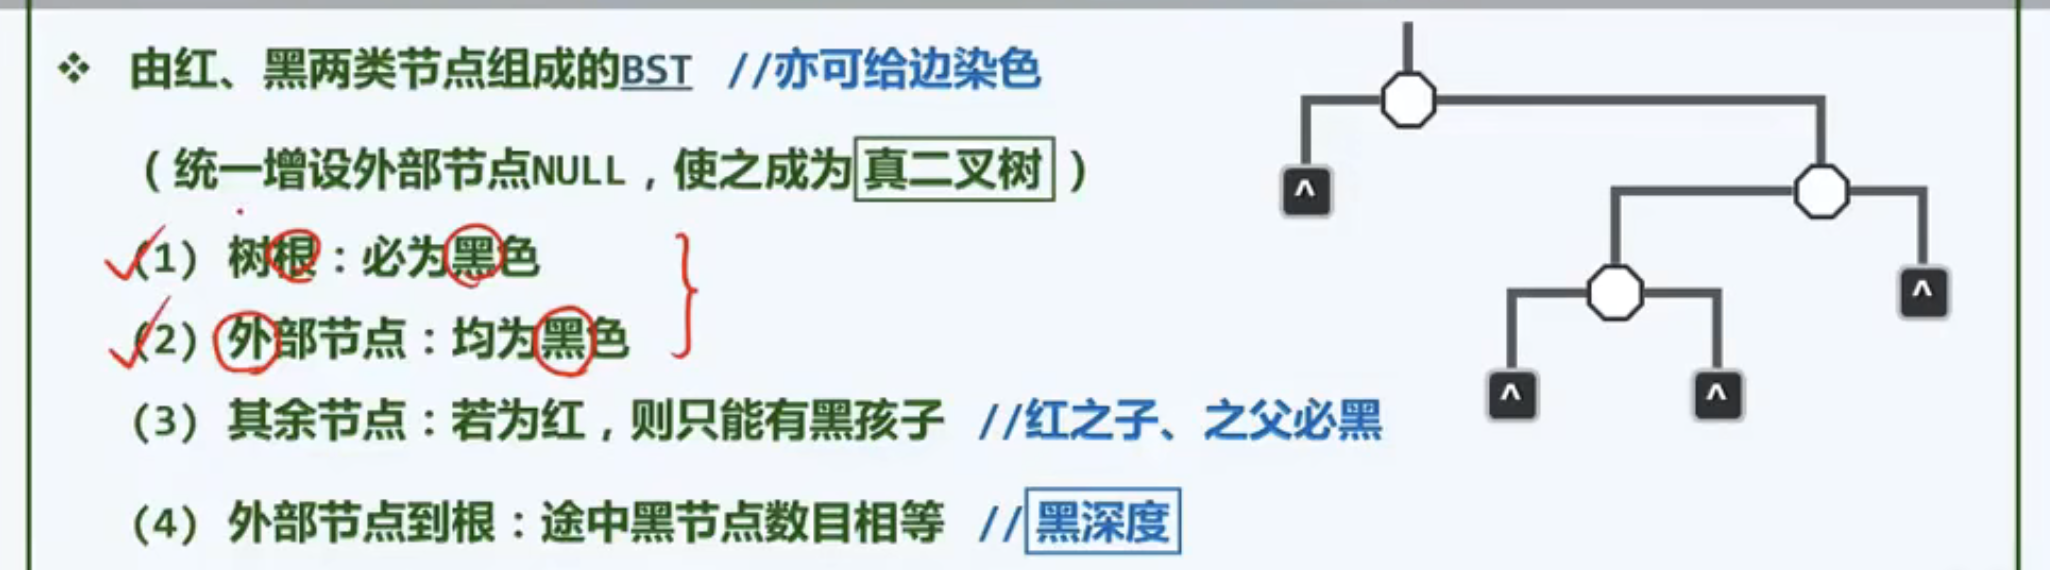 ❖ 由红、黑两类节点组成的BST //亦可给边染色
(统一增设外部节点NULL,使之成为真二叉树)
(1) 树根:必为黑色
(2) 外部节点:均为黑色
(3) 其余节点:若为红,则只能有黑孩子 //红之子、之父必黑
(4) 外部节点到根:途中黑节点数目相等 //黑深度
^
^
^
^